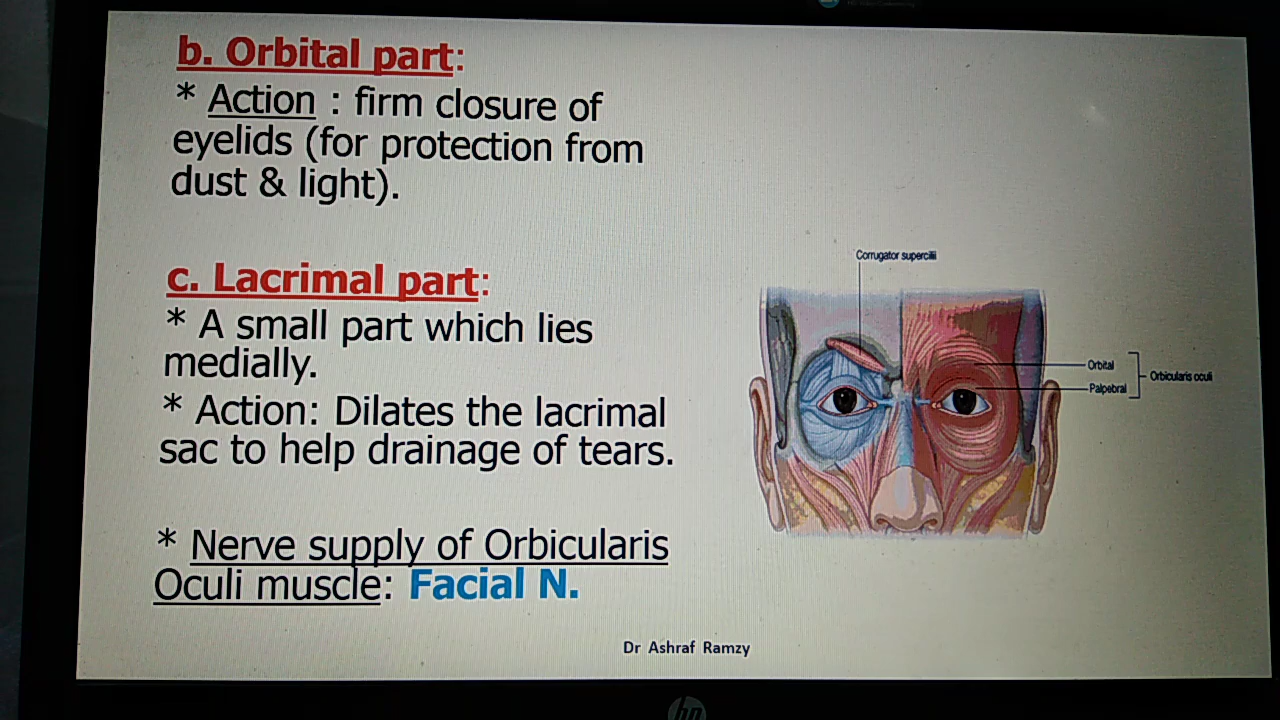 b. Orbital part:
* Action : firm closure of
eyelids (for protection from
dust & light).
c. Lacrimal part:
* A small part which lies
medially.
* Action: Dilates the lacrimal
sac to help drainage of tears.
* Nerve supply of Orbicularis
Oculi muscle: Facial N.
Corrugator supercilii
Orbital
Palpebral
Orbicularis oculi
Dr Ashraf Ramzy
hp